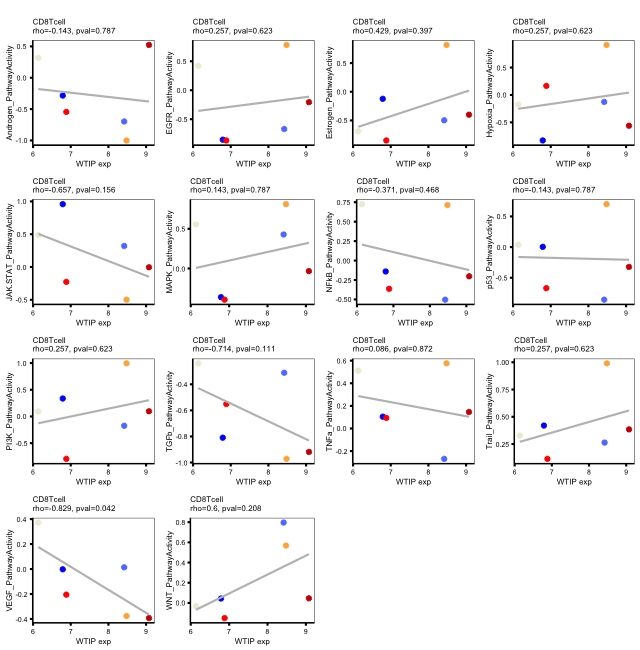 CD8Tcell
rho=-0.143, pval=0.787
Androgen_PathwayActivity
0.5
0.0
-0.5
-1.0
6 7 8 9
WTIP exp
CD8Tcell
rho=0.257, pval=0.623
EGFR_PathwayActivity
0.5
0.0
-0.5
6 7 8 9
WTIP exp
CD8Tcell
rho=0.429, pval=0.397
Estrogen_PathwayActivity
0.5
0.0
-0.5
6 7 8 9
WTIP exp
CD8Tcell
rho=0.257, pval=0.623
Hypoxia_PathwayActivity
0.5
0.0
-0.5
6 7 8 9
WTIP exp
CD8Tcell
rho=-0.657, pval=0.156
JAK.STAT_PathwayActivity
1.0
0.5
0.0
-0.5
6 7 8 9
WTIP exp
CD8Tcell
rho=0.143, pval=0.787
MAPK_PathwayActivity
0.5
0.0
6 7 8 9
WTIP exp
CD8Tcell
rho=-0.371, pval=0.468
NFkB_PathwayActivity
0.75
0.50
0.25
0.00
-0.25
-0.50
6 7 8 9
WTIP exp
CD8Tcell
rho=-0.143, pval=0.787
p53_PathwayActivity
0.5
0.0
-0.5
6 7 8 9
WTIP exp
CD8Tcell
rho=0.257, pval=0.623
PI3K_PathwayActivity
1.0
0.5
0.0
-0.5
6 7 8 9
WTIP exp
CD8Tcell
rho=-0.714, pval=0.111
TGFb_PathwayActivity
-0.4
-0.6
-0.8
-1.0
6 7 8 9
WTIP exp
CD8Tcell
rho=0.086, pval=0.872
TNFa_PathwayActivity
0.6
0.4
0.2
0.0
-0.2
6 7 8 9
WTIP exp
CD8Tcell
rho=0.257, pval=0.623
Trail_PathwayActivity
1.00
0.75
0.50
0.25
6 7 8 9
WTIP exp
CD8Tcell
rho=-0.829, pval=0.042
VEGF_PathwayActivity
0.4
0.2
0.0
-0.2
-0.4
6 7 8 9
WTIP exp
CD8Tcell
rho=0.6, pval=0.208
WNT_PathwayActivity
0.8
0.6
0.4
0.2
0.0
6 7 8 9
WTIP exp